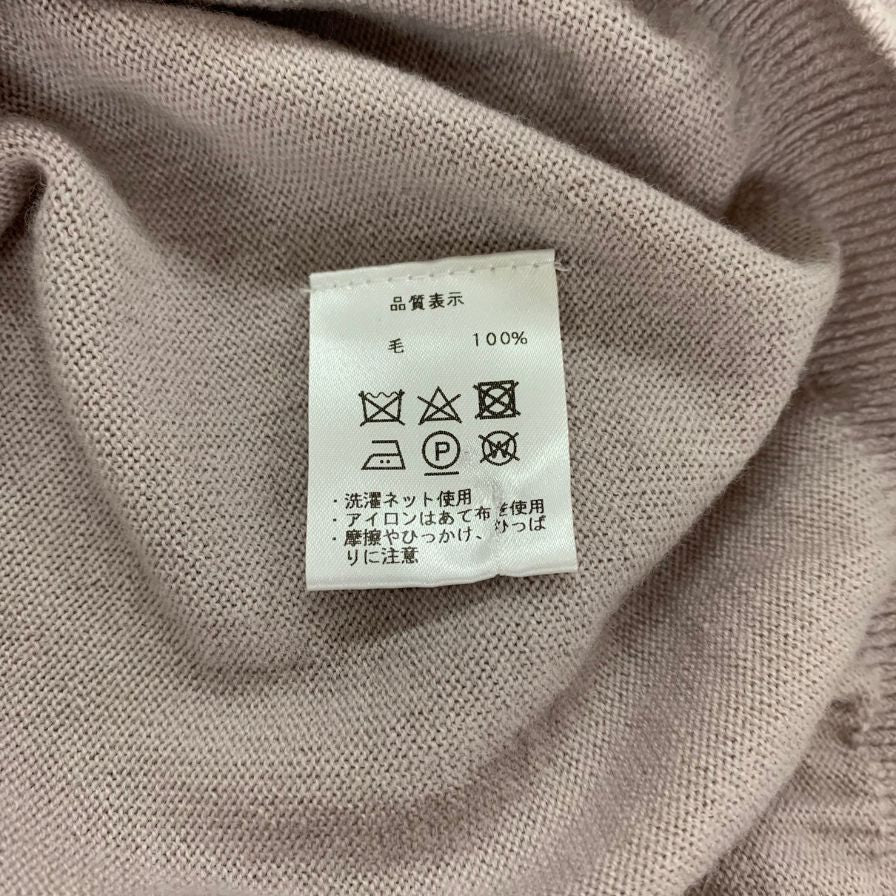 品質表示
毛 100%
P W
・洗濯ネット使用
・アイロンはあて布を使用
・摩擦やひっかけ、ひっぱ
りに注意